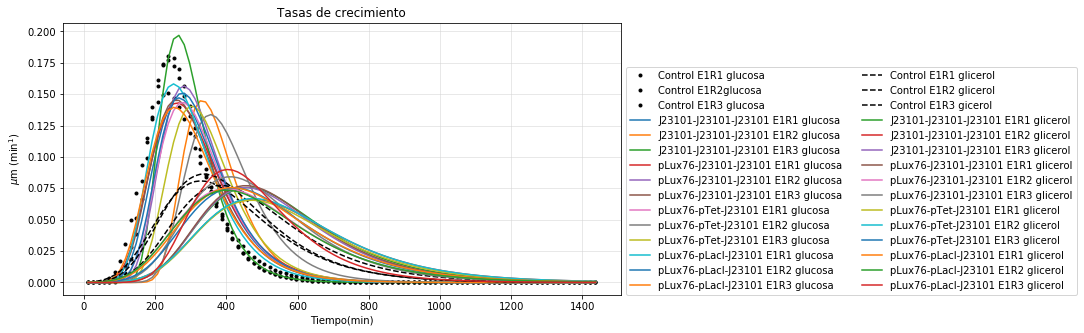 Tasas de crecimiento
0.200
0.175
0.150
0.125
0.100
0.075
0.050
0.025
0.000
μm (min¹)
0 200 400 600 800 1000 1200 1400
Tiempo(min)
Control E1R1 glucosa
Control E1R2glucosa
Control E1R3 glucosa
J23101-J23101-J23101 E1R1 glucosa
J23101-J23101-J23101 E1R2 glucosa
J23101-J23101-J23101 E1R3 glucosa
pLux76-J23101-J23101 E1R1 glucosa
pLux76-J23101-J23101 E1R2 glucosa
pLux76-J23101-J23101 E1R3 glucosa
pLux76-pTet-J23101 E1R1 glucosa
pLux76-pTet-J23101 E1R2 glucosa
pLux76-pTet-J23101 E1R3 glucosa
pLux76-pLacI-J23101 E1R1 glucosa
pLux76-pLacI-J23101 E1R2 glucosa
pLux76-pLacI-J23101 E1R3 glucosa
Control E1R1 glicerol
Control E1R2 glicerol
Control E1R3 gicerol
J23101-J23101-J23101 E1R1 glicerol
J23101-J23101-J23101 E1R2 glicerol
J23101-J23101-J23101 E1R3 glicerol
pLux76-J23101-J23101 E1R1 glicerol
pLux76-J23101-J23101 E1R2 glicerol
pLux76-J23101-J23101 E1R3 glicerol
pLux76-pTet-J23101 E1R1 glicerol
pLux76-pTet-J23101 E1R2 glicerol
pLux76-pTet-J23101 E1R3 glicerol
pLux76-pLacI-J23101 E1R1 glicerol
pLux76-pLacI-J23101 E1R2 glicerol
pLux76-pLacI-J23101 E1R3 glicerol